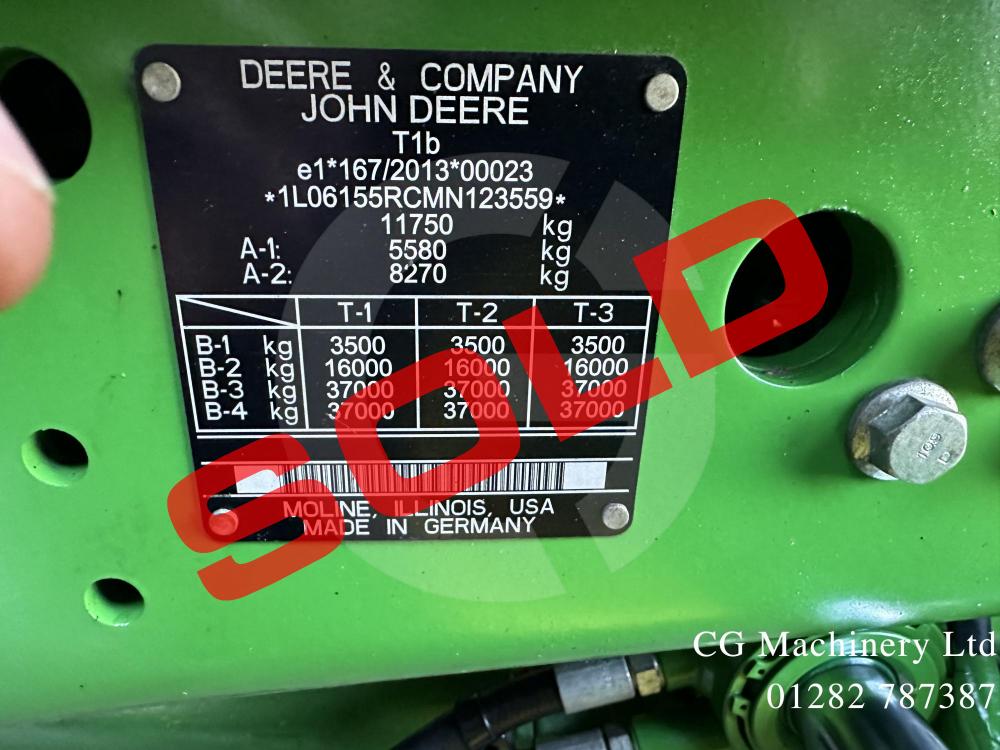 DEERE & COMPANY
JOHN DEERE
T1b
e1*167/2013*00023
*1L06155RCMN123559*
11750 kg
A-1: 5580 kg
A-2: 8270 kg
T-1 T-2 T-3
B-1 kg 3500 3500 3500
B-2 kg 16000 16000 16000
B-3 kg 37000 37000 37000
B-4 kg 37000 37000 37000
MOLINE, ILLINOIS, USA
MADE IN GERMANY
SOLD
10.9
CG Machinery Ltd
01282 787387